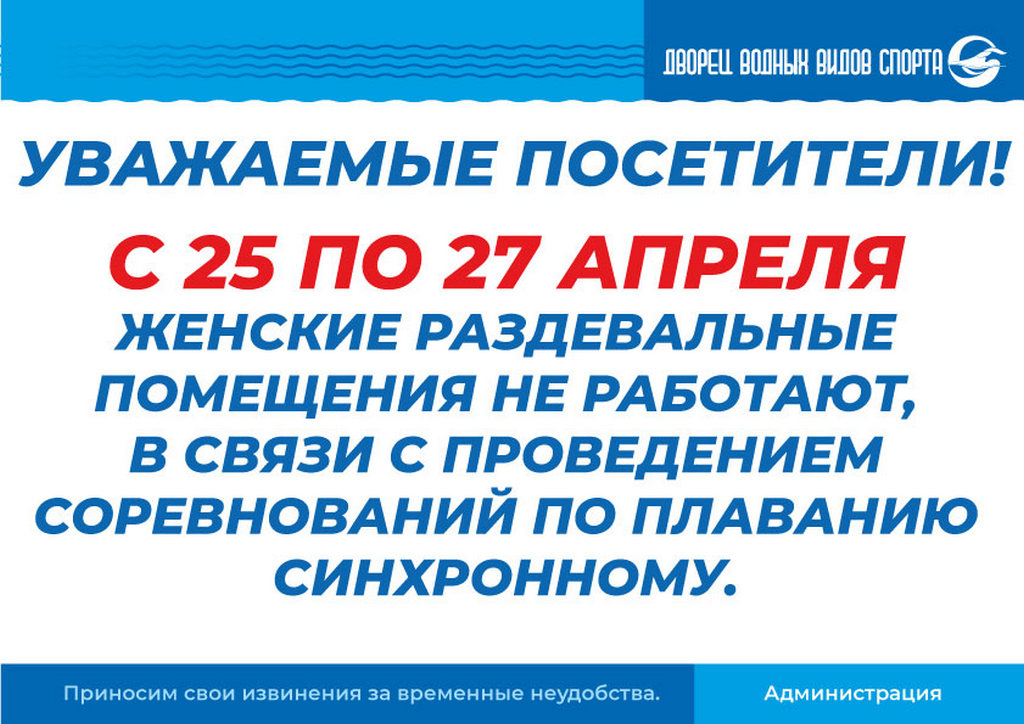 ДВОРЕЦ ВОДНЫХ ВИДОВ СПОРТА
УВАЖАЕМЫЕ ПОСЕТИТЕЛИ!
С 25 ПО 27 АПРЕЛЯ
ЖЕНСКИЕ РАЗДЕВАЛЬНЫЕ
ПОМЕЩЕНИЯ НЕ РАБОТАЮТ,
В СВЯЗИ С ПРОВЕДЕНИЕМ
СОРЕВНОВАНИЙ ПО ПЛАВАНИЮ
СИНХРОННОМУ.
Приносим свои извинения за временные неудобства.
Администрация